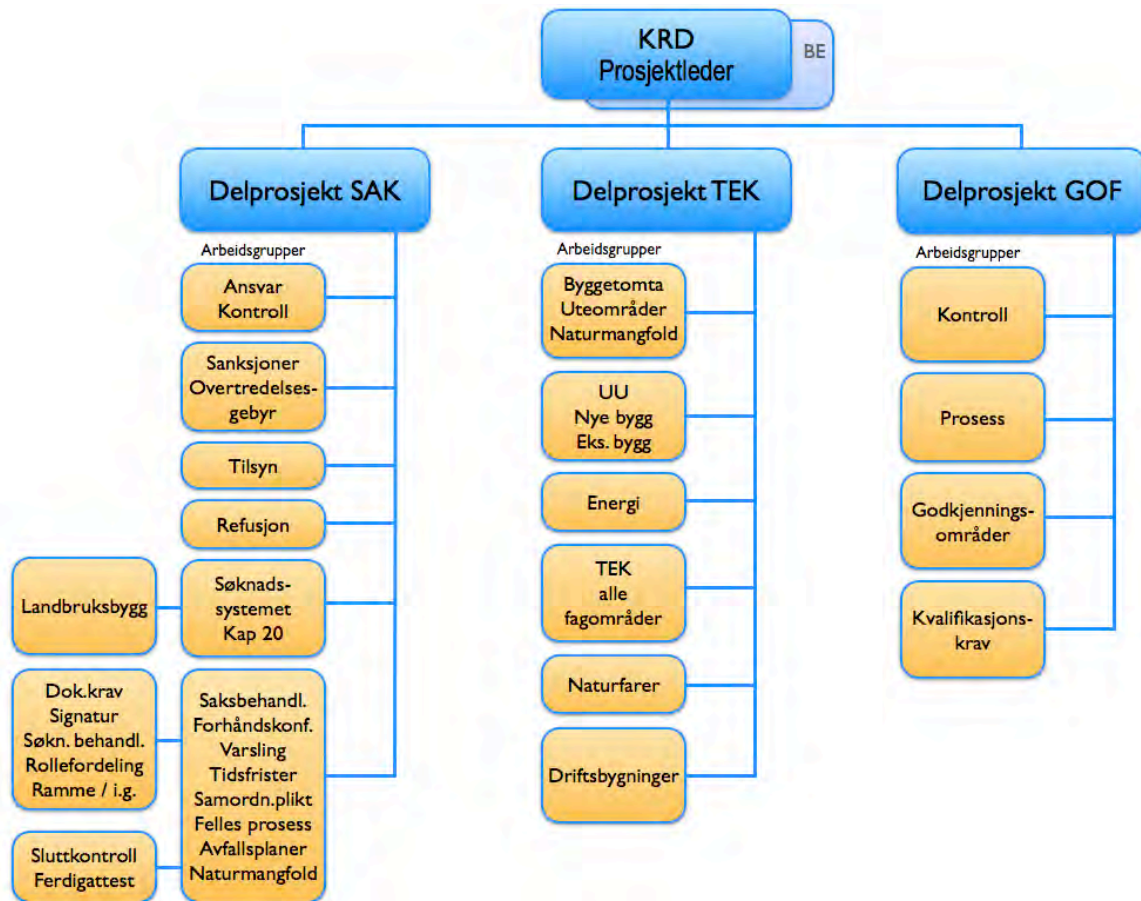 KRD
Prosjektleder
BE
Delprosjekt SAK
Arbeidsgrupper
Ansvar
Kontroll
Sanksjoner
Overtredelses-
gebyr
Tilsyn
Refusjon
Landbruksbygg
Søknads-
systemet
Kap 20
Dok.krav
Signatur
Søkn. behandl.
Rollefordeling
Ramme / i.g.
Saksbehandl.
Forhåndskonf.
Varsling
Tidsfrister
Samordn.plikt
Felles prosess
Avfallsplaner
Naturmangfold
Sluttkontroll
Ferdigattest
Delprosjekt TEK
Arbeidsgrupper
Byggetomta
Uteområder
Naturmangfold
UU
Nye bygg
Eks. bygg
Energi
TEK
alle
fagområder
Naturfarer
Driftsbygninger
Delprosjekt GOF
Arbeidsgrupper
Kontroll
Prosess
Godkjennings-
områder
Kvalifikasjons-
krav